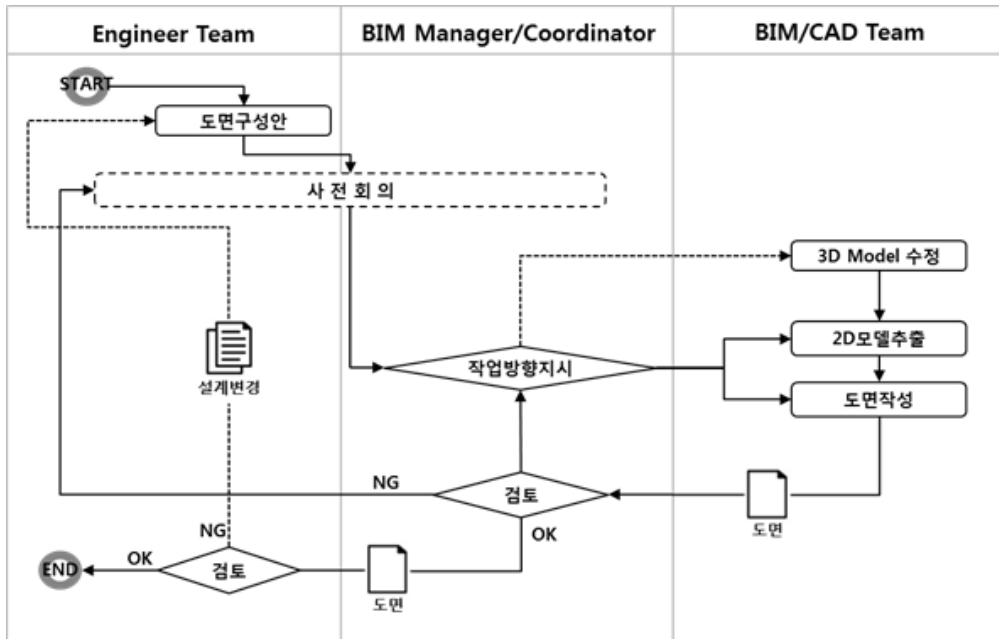 Engineer Team
BIM Manager/Coordinator
BIM/CAD Team
START
도면구성안
사 전 회 의
3D Model 수정
2D모델추출
작업방향지시
설계변경
도면작성
NG
검토
도면
OK
NG
OK
END
검토
도면